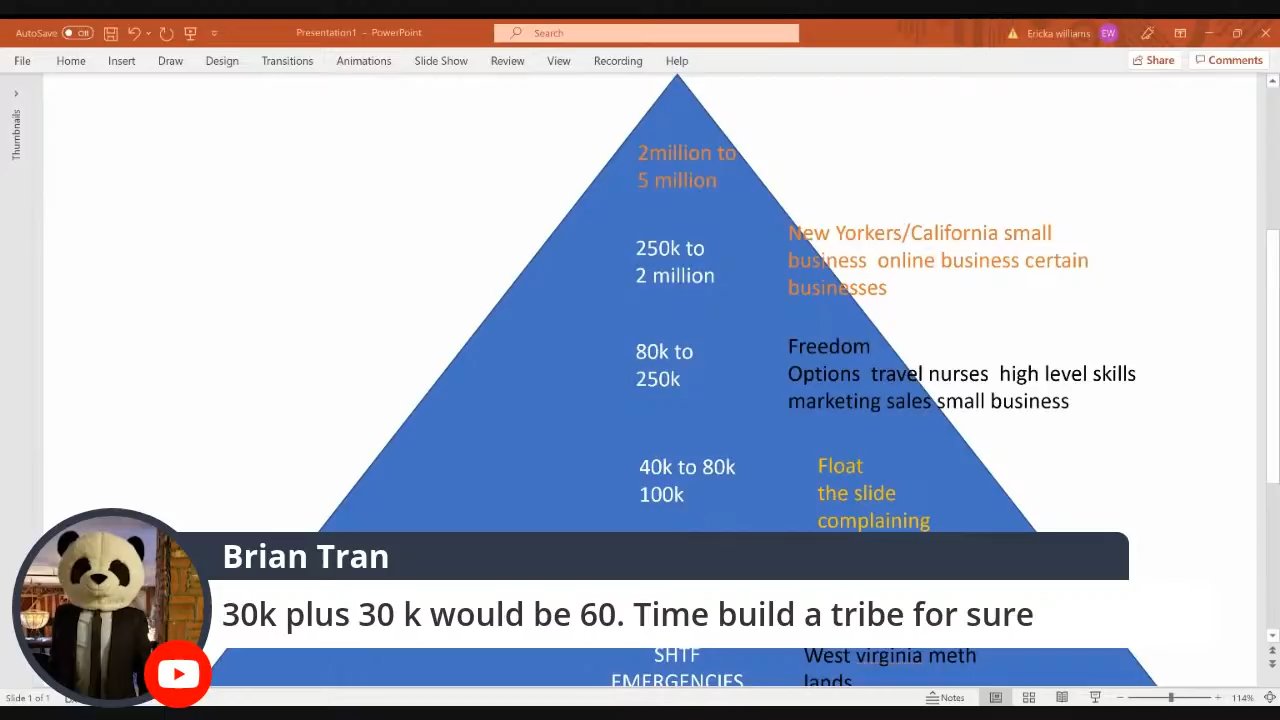 AutoSave Off Presentation1 – PowerPoint Search Ericka williams EW
File Home Insert Draw Design Transitions Animations Slide Show Review View Recording Help Share Comments
Thumbnails
2million to
5 million
250k to
2 million
New Yorkers/California small
business online business certain
businesses
80k to
250k
Freedom
Options travel nurses high level skills
marketing sales small business
40k to 80k
100k
Float
the slide
complaining
Brian Tran
30k plus 30 k would be 60. Time build a tribe for sure
SHTF
EMERGENCIES
West virginia meth
lands
Slide 1 of 1 Notes 114%